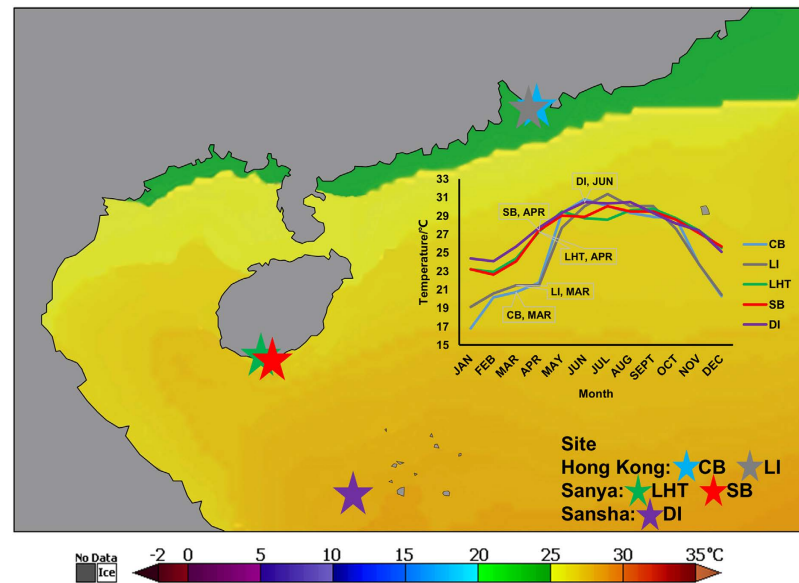 33
31
29
27
25
23
21
19
17
15
Temperature/°C
DI, JUN
SB, APR
LHT, APR
LI, MAR
CB, MAR
CB
LI
LHT
SB
DI
JAN
FEB
MAR
APR
MAY
JUN
JUL
AUG
SEPT
OCT
NOV
DEC
Month
Site
Hong Kong: CB LI
Sanya: LHT SB
Sansha: DI
No Data
Ice
-2 0 5 10 15 20 25 30 35°C